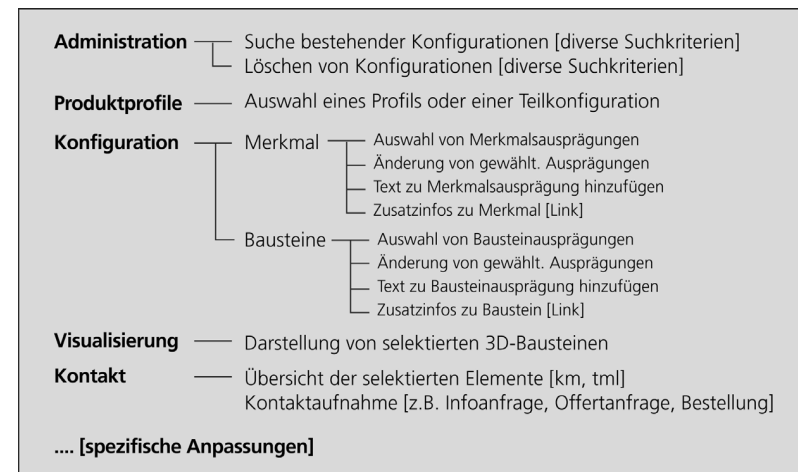 Administration Suche bestehender Konfigurationen [diverse Suchkriterien]
Löschen von Konfigurationen [diverse Suchkriterien]
Produktprofile Auswahl eines Profils oder einer Teilkonfiguration
Konfiguration Merkmal Auswahl von Merkmalsausprägungen
Änderung von gewählt. Ausprägungen
Text zu Merkmalsausprägung hinzufügen
Zusatzinfos zu Merkmal [Link]
Bausteine Auswahl von Bausteinausprägungen
Änderung von gewählt. Ausprägungen
Text zu Bausteinausprägung hinzufügen
Zusatzinfos zu Baustein [Link]
Visualisierung Darstellung von selektierten 3D-Bausteinen
Kontakt Übersicht der selektierten Elemente [km, tml]
Kontaktaufnahme [z.B. Infoanfrage, Offertanfrage, Bestellung]
.... [spezifische Anpassungen]